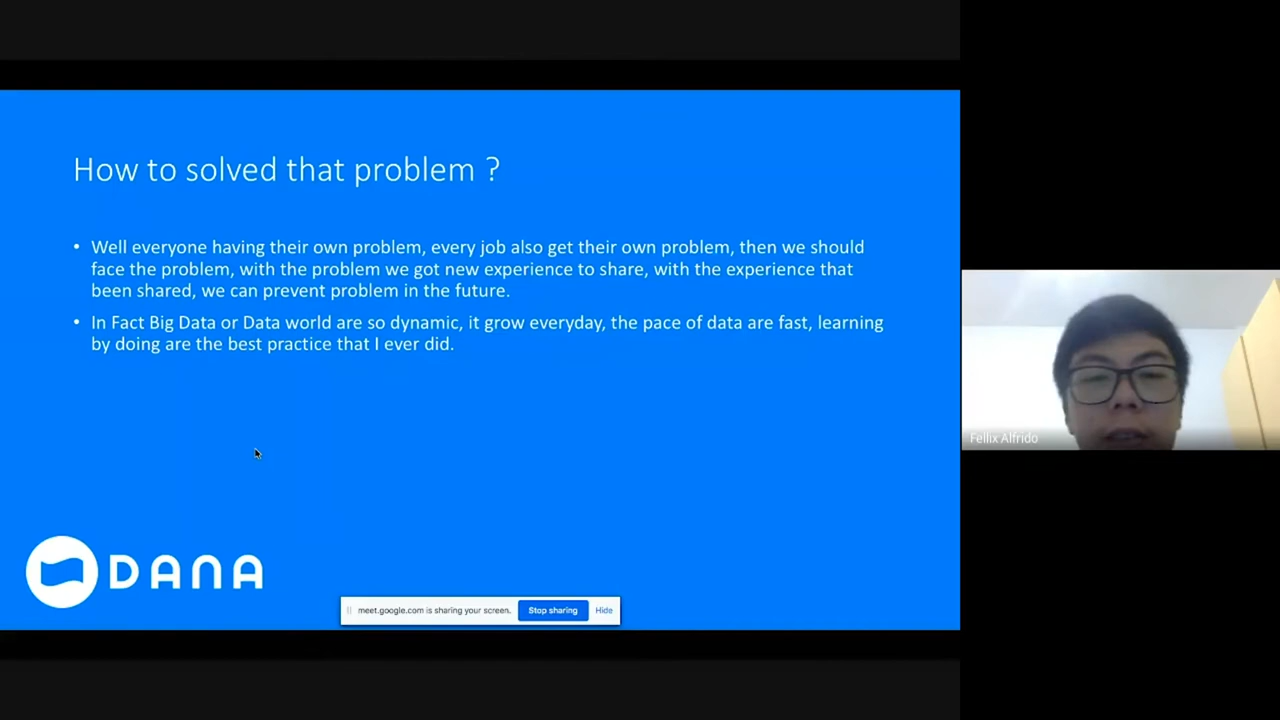 How to solved that problem ?
• Well everyone having their own problem, every job also get their own problem, then we should
face the problem, with the problem we got new experience to share, with the experience that
been shared, we can prevent problem in the future.
• In Fact Big Data or Data world are so dynamic, it grow everyday, the pace of data are fast, learning
by doing are the best practice that I ever did.
Fellix Alfrido
DANA
meet.google.com is sharing your screen. Stop sharing Hide